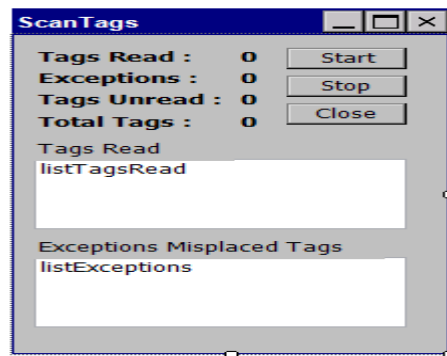 ScanTags
Tags Read : 0 Start
Exceptions : 0 Stop
Tags Unread : 0
Total Tags : 0 Close
Tags Read
listTagsRead
Exceptions Misplaced Tags
listExceptions